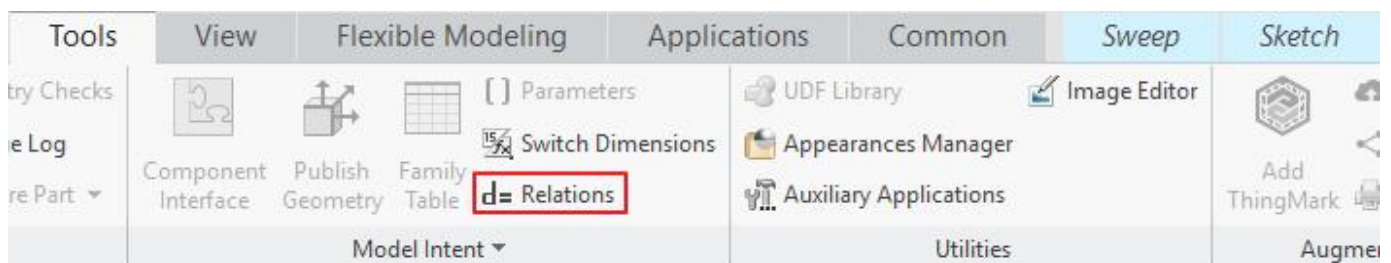 Tools View Flexible Modeling Applications Common Sweep Sketch
try Checks
e Log
re Part
Component
Interface
Publish
Geometry
Family
Table
[ ] Parameters
Switch Dimensions
d= Relations
Model Intent
UDF Library
Appearances Manager
Auxiliary Applications
Image Editor
Utilities
Add
ThingMark
Augme